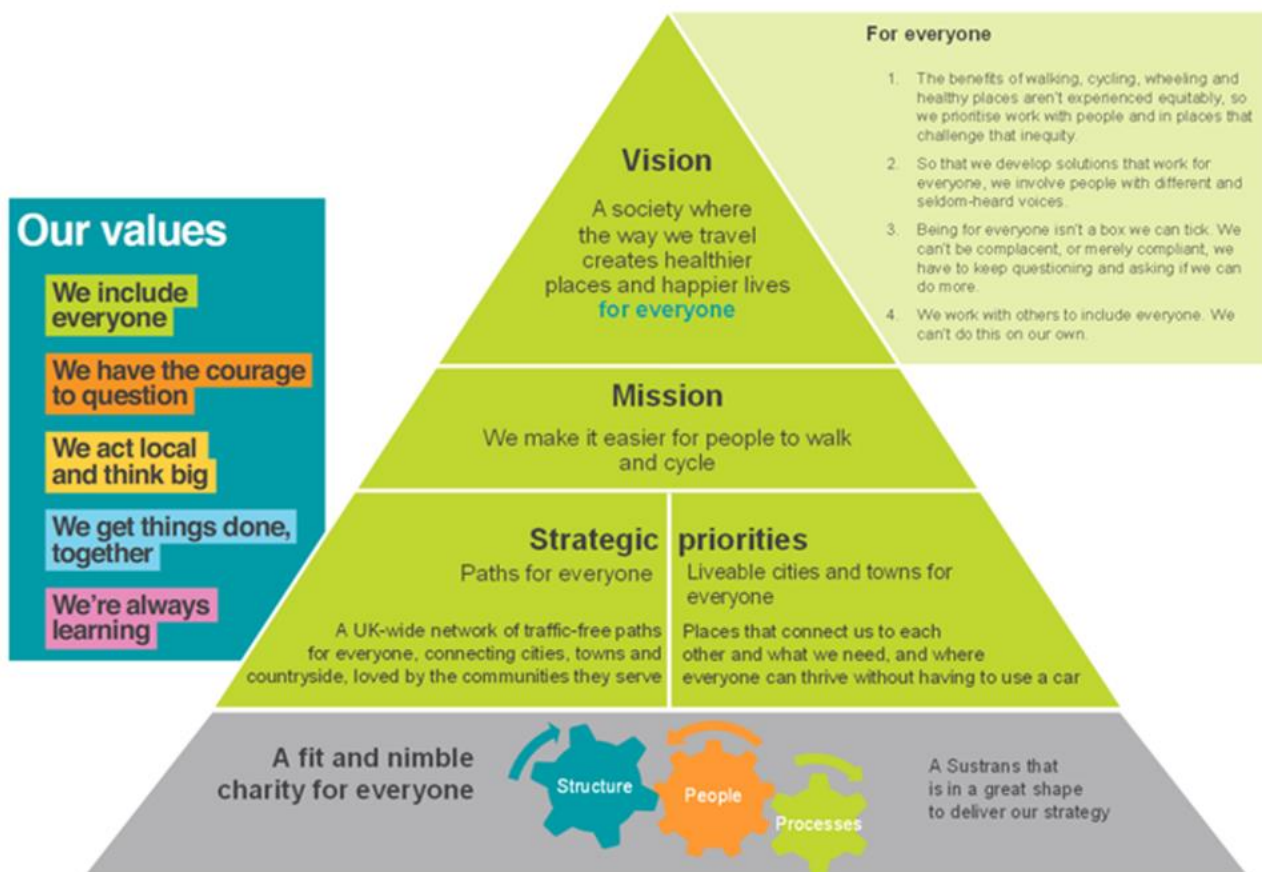 Our values
We include
everyone
We have the courage
to question
We act local
and think big
We get things done,
together
We're always
learning
Vision
A society where
the way we travel
creates healthier
places and happier lives
for everyone
For everyone
1. The benefits of walking, cycling, wheeling and
healthy places aren't experienced equitably, so
we prioritise work with people and in places that
challenge that inequity.
2. So that we develop solutions that work for
everyone, we involve people with different and
seldom-heard voices.
3. Being for everyone isn't a box we can tick. We
can't be complacent, or merely compliant, we
have to keep questioning and asking if we can
do more.
4. We work with others to include everyone. We
can't do this on our own.
Mission
We make it easier for people to walk
and cycle
Strategic priorities
Paths for everyone
A UK-wide network of traffic-free paths
for everyone, connecting cities, towns and
countryside, loved by the communities they serve
Liveable cities and towns for
everyone
Places that connect us to each
other and what we need, and where
everyone can thrive without having to use a car
A fit and nimble
charity for everyone
Structure
People
Processes
A Sustrans that
is in a great shape
to deliver our strategy